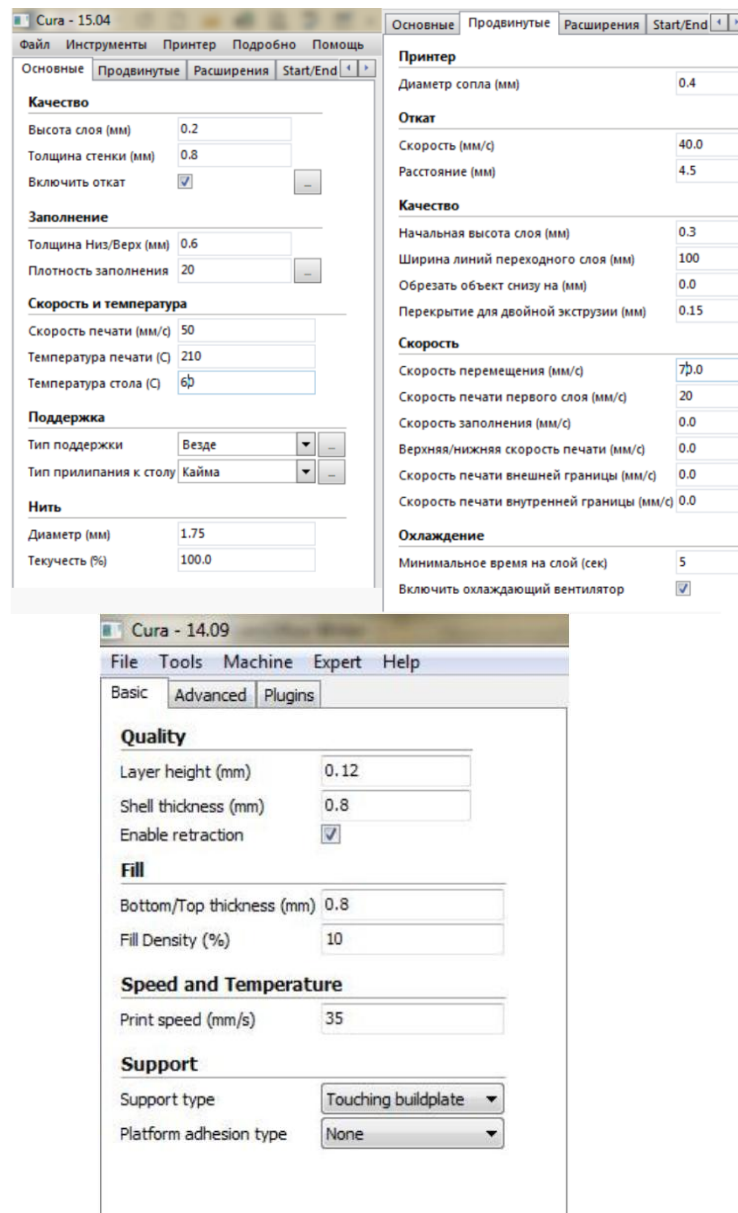 Cura - 15.04
Файл Инструменты Принтер Подробно Помощь
Основные Продвинутые Расширения Start/End
Качество
Высота слоя (мм) 0.2
Толщина стенки (мм) 0.8
Включить откат ...
Заполнение
Толщина Низ/Верх (мм) 0.6
Плотность заполнения 20 ...
Скорость и температура
Скорость печати (мм/с) 50
Температура печати (С) 210
Температура стола (С) 60
Поддержка
Тип поддержки Везде ...
Тип прилипания к столу Кайма ...
Нить
Диаметр (мм) 1.75
Текучесть (%) 100.0
Основные Продвинутые Расширения Start/End
Принтер
Диаметр сопла (мм) 0.4
Откат
Скорость (мм/с) 40.0
Расстояние (мм) 4.5
Качество
Начальная высота слоя (мм) 0.3
Ширина линий переходного слоя (мм) 100
Обрезать объект снизу на (мм) 0.0
Перекрытие для двойной экструзии (мм) 0.15
Скорость
Скорость перемещения (мм/с) 70.0
Скорость печати первого слоя (мм/с) 20
Скорость заполнения (мм/с) 0.0
Верхняя/нижняя скорость печати (мм/с) 0.0
Скорость печати внешней границы (мм/с) 0.0
Скорость печати внутренней границы (мм/с) 0.0
Охлаждение
Минимальное время на слой (сек) 5
Включить охлаждающий вентилятор
Cura - 14.09
File Tools Machine Expert Help
Basic Advanced Plugins
Quality
Layer height (mm) 0.12
Shell thickness (mm) 0.8
Enable retraction
Fill
Bottom/Top thickness (mm) 0.8
Fill Density (%) 10
Speed and Temperature
Print speed (mm/s) 35
Support
Support type Touching buildplate
Platform adhesion type None